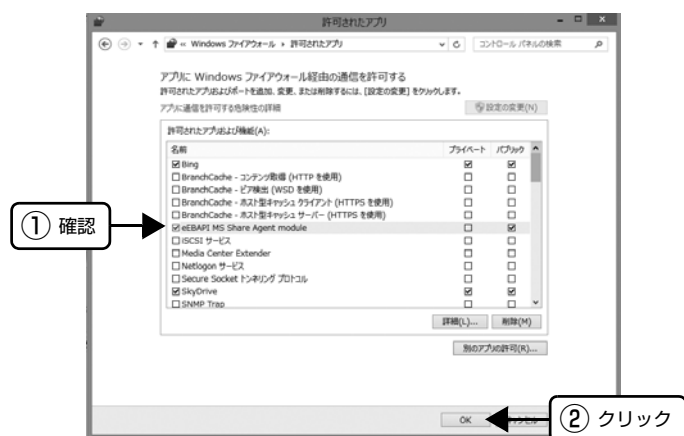 許可されたアプリ
« Windows ファイアウォール › 許可されたアプリ
コントロール パネルの検索
アプリに Windows ファイアウォール経由の通信を許可する
許可されたアプリおよびポートを追加、変更、または削除するには、[設定の変更] をクリックします。
アプリに通信を許可する危険性の詳細
設定の変更(N)
許可されたアプリおよび機能(A):
名前 プライベート パブリック
Bing
BranchCache - コンテンツ取得 (HTTP を使用)
BranchCache - ピア検出 (WSD を使用)
BranchCache - ホスト型キャッシュ クライアント (HTTPS を使用)
BranchCache - ホスト型キャッシュ サーバー (HTTPS を使用)
① 確認
eEBAPI MS Share Agent module
iSCSI サービス
Media Center Extender
Netlogon サービス
Secure Socket トンネリング プロトコル
SkyDrive
SNMP Trap
詳細(L)... 削除(M)
別のアプリの許可(R)...
OK
② クリック